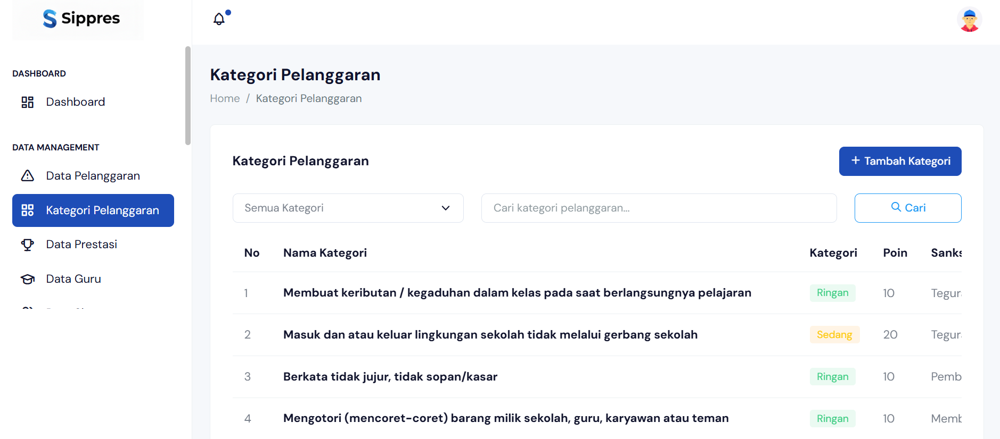 Sippres
DASHBOARD
Dashboard
DATA MANAGEMENT
Data Pelanggaran
Kategori Pelanggaran
Data Prestasi
Data Guru
Kategori Pelanggaran
Home / Kategori Pelanggaran
Kategori Pelanggaran
+ Tambah Kategori
Semua Kategori
Cari kategori pelanggaran...
Cari
No Nama Kategori Kategori Poin Sanks
1 Membuat keributan / kegaduhan dalam kelas pada saat berlangsungnya pelajaran Ringan 10 Tegur
2 Masuk dan atau keluar lingkungan sekolah tidak melalui gerbang sekolah Sedang 20 Tegur
3 Berkata tidak jujur, tidak sopan/kasar Ringan 10 Pemb
4 Mengotori (mencoret-coret) barang milik sekolah, guru, karyawan atau teman Ringan 10 Memb